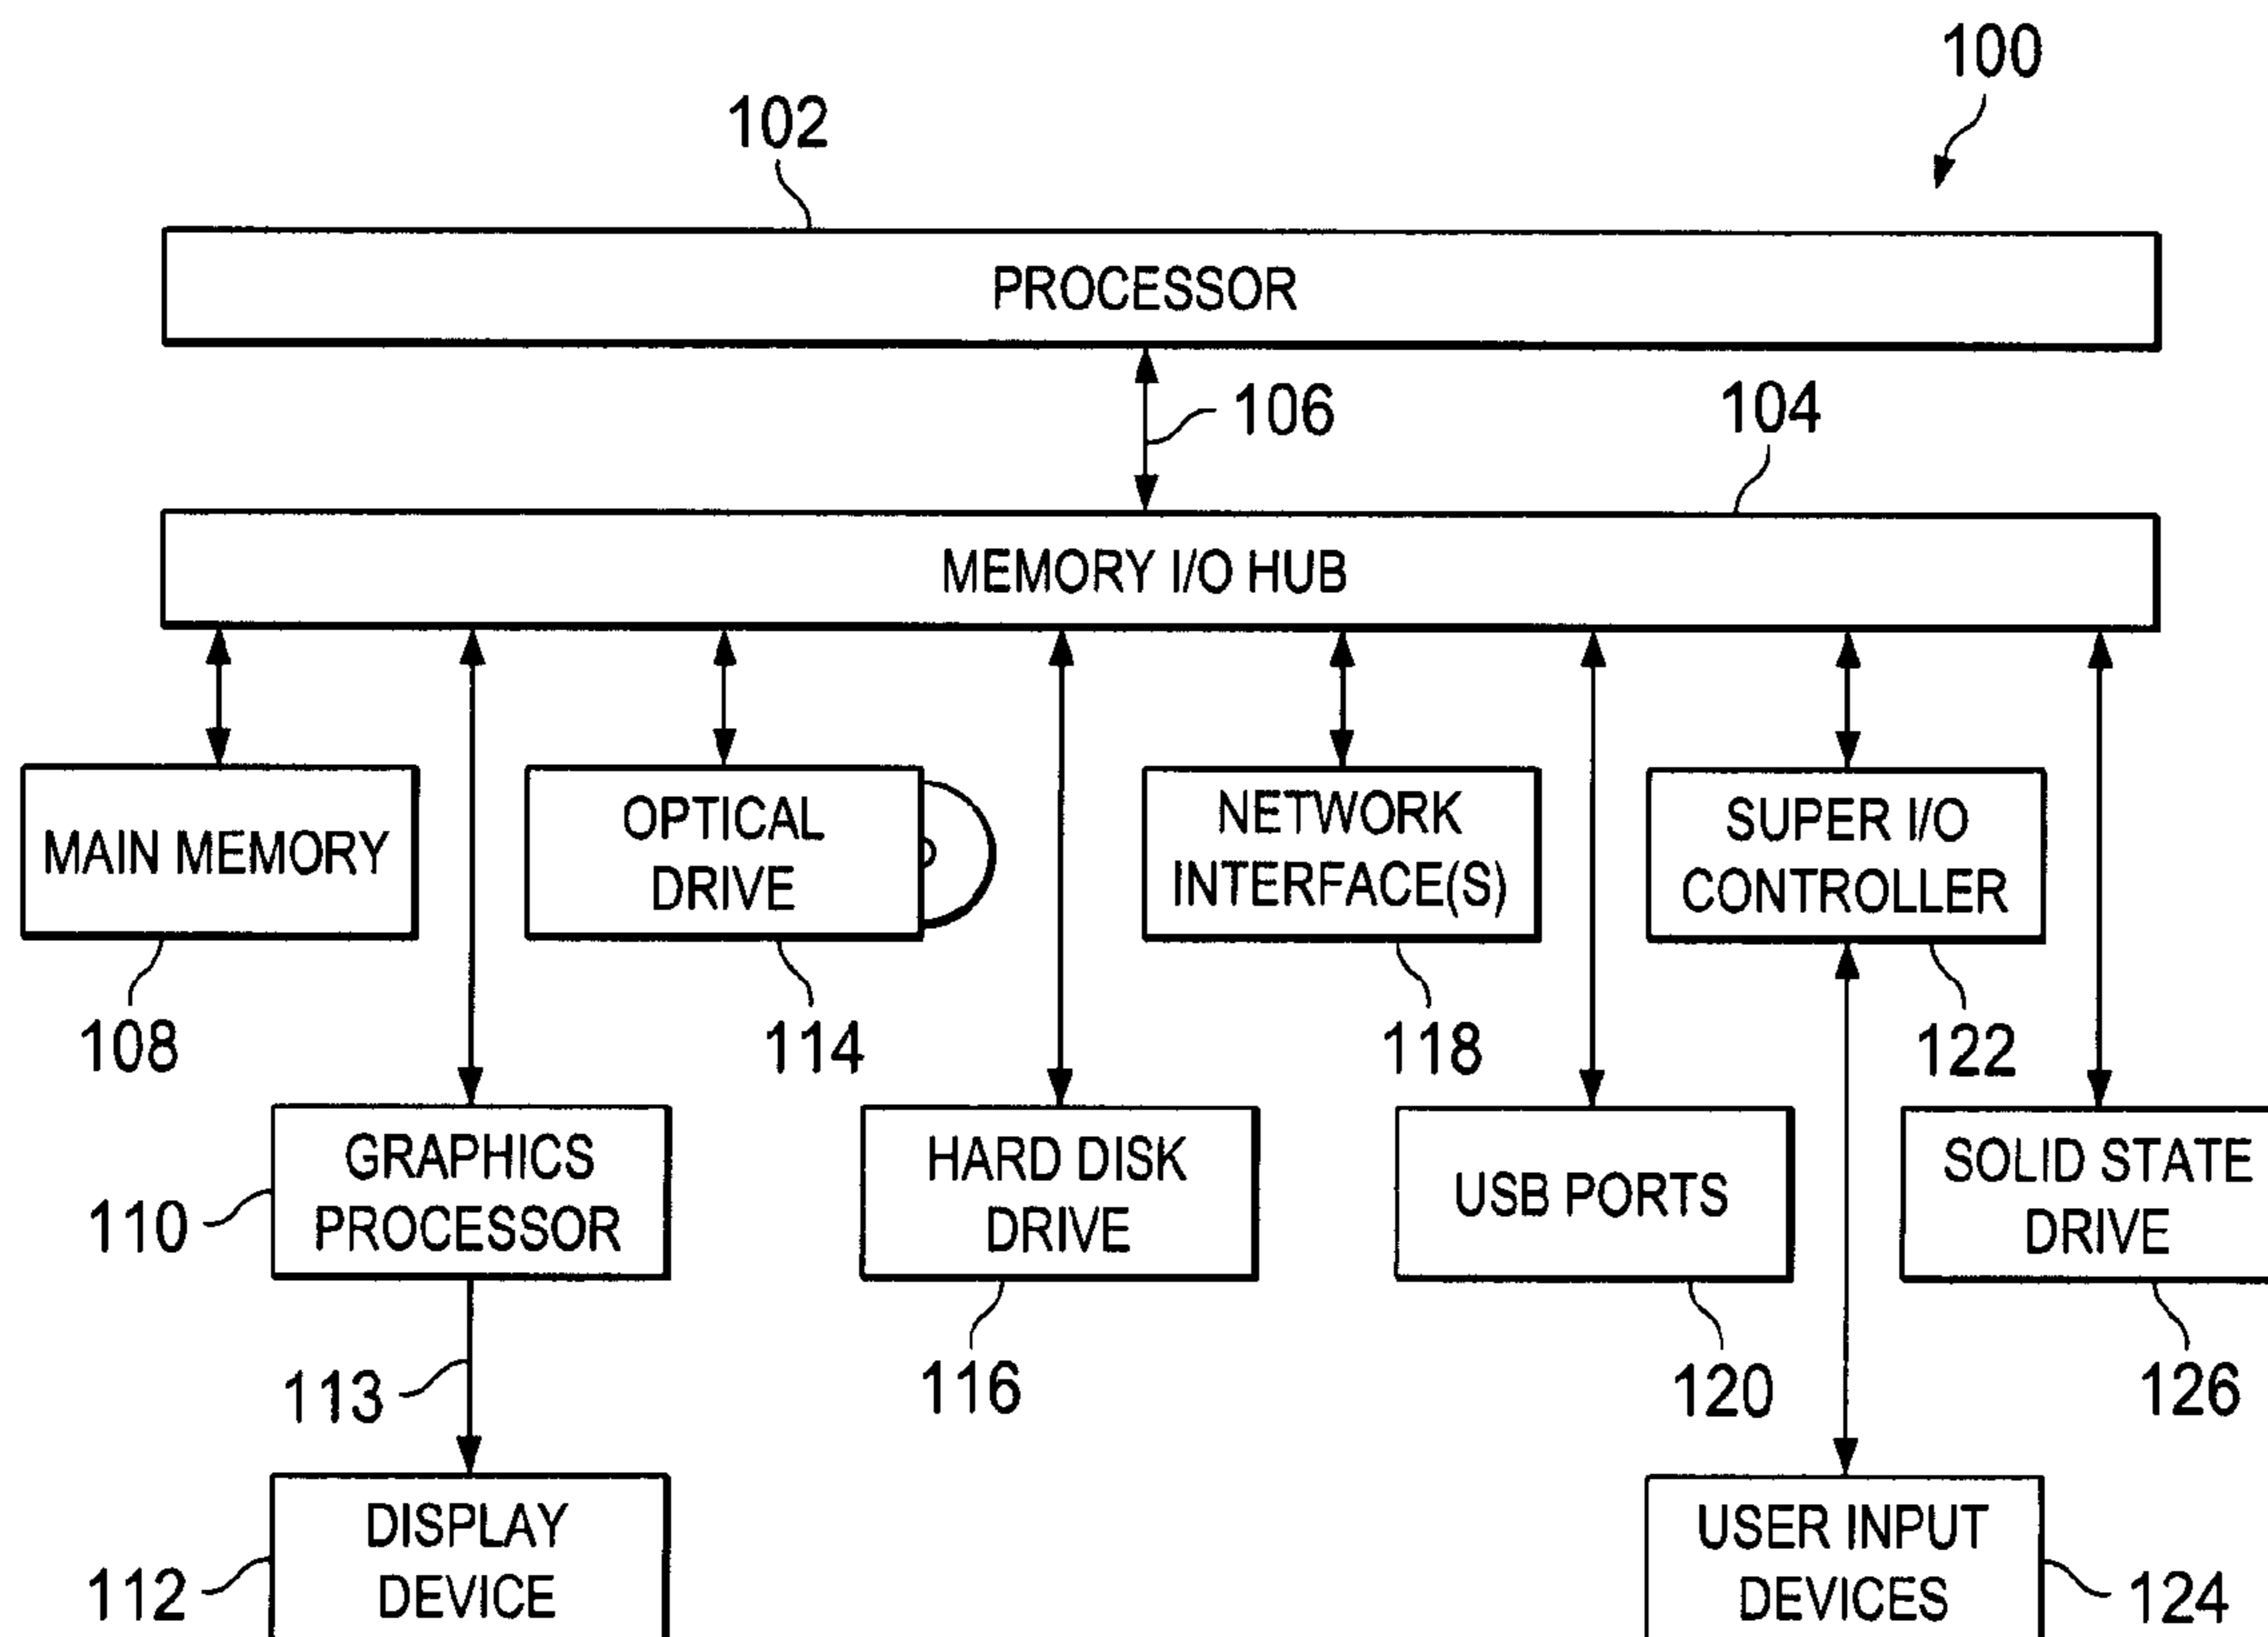 100
102
PROCESSOR
106
104
MEMORY I/O HUB
MAIN MEMORY
OPTICAL
DRIVE
NETWORK
INTERFACE(S)
SUPER I/O
CONTROLLER
108
114
118
122
GRAPHICS
PROCESSOR
110
HARD DISK
DRIVE
USB PORTS
SOLID STATE
DRIVE
113
116
120
126
DISPLAY
DEVICE
112
USER INPUT
DEVICES
124